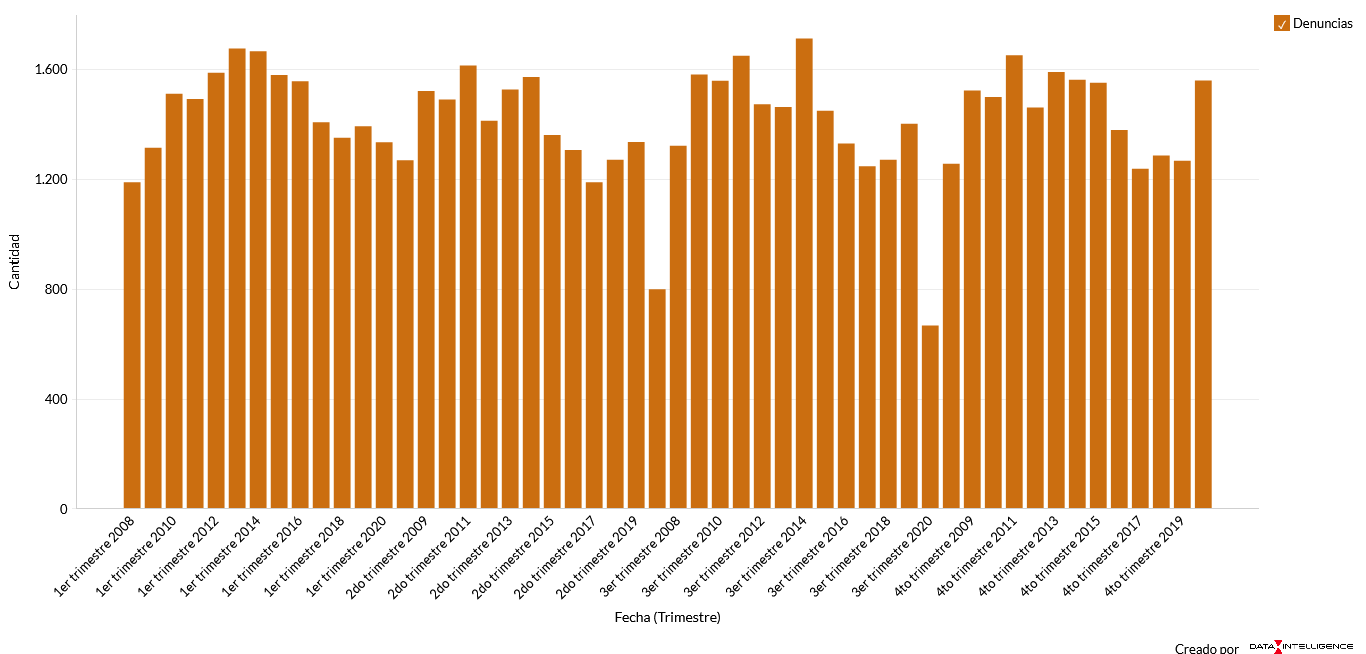 Denuncias
1.600
1.200
800
400
0
Cantidad
1er trimestre 2008
1er trimestre 2010
1er trimestre 2012
1er trimestre 2014
1er trimestre 2016
1er trimestre 2018
1er trimestre 2020
2do trimestre 2009
2do trimestre 2011
2do trimestre 2013
2do trimestre 2015
2do trimestre 2017
2do trimestre 2019
3er trimestre 2008
3er trimestre 2010
3er trimestre 2012
3er trimestre 2014
3er trimestre 2016
3er trimestre 2018
3er trimestre 2020
4to trimestre 2009
4to trimestre 2011
4to trimestre 2013
4to trimestre 2015
4to trimestre 2017
4to trimestre 2019
Fecha (Trimestre)
Creado por DATA INTELLIGENCE